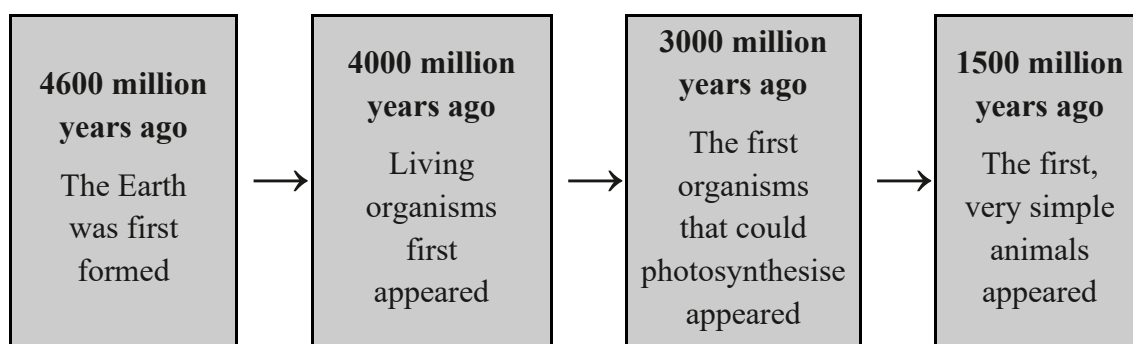 4600 million
years ago
The Earth
was first
formed
4000 million
years ago
Living
organisms
first
appeared
3000 million
years ago
The first
organisms
that could
photosynthesise
appeared
1500 million
years ago
The first,
very simple
animals
appeared